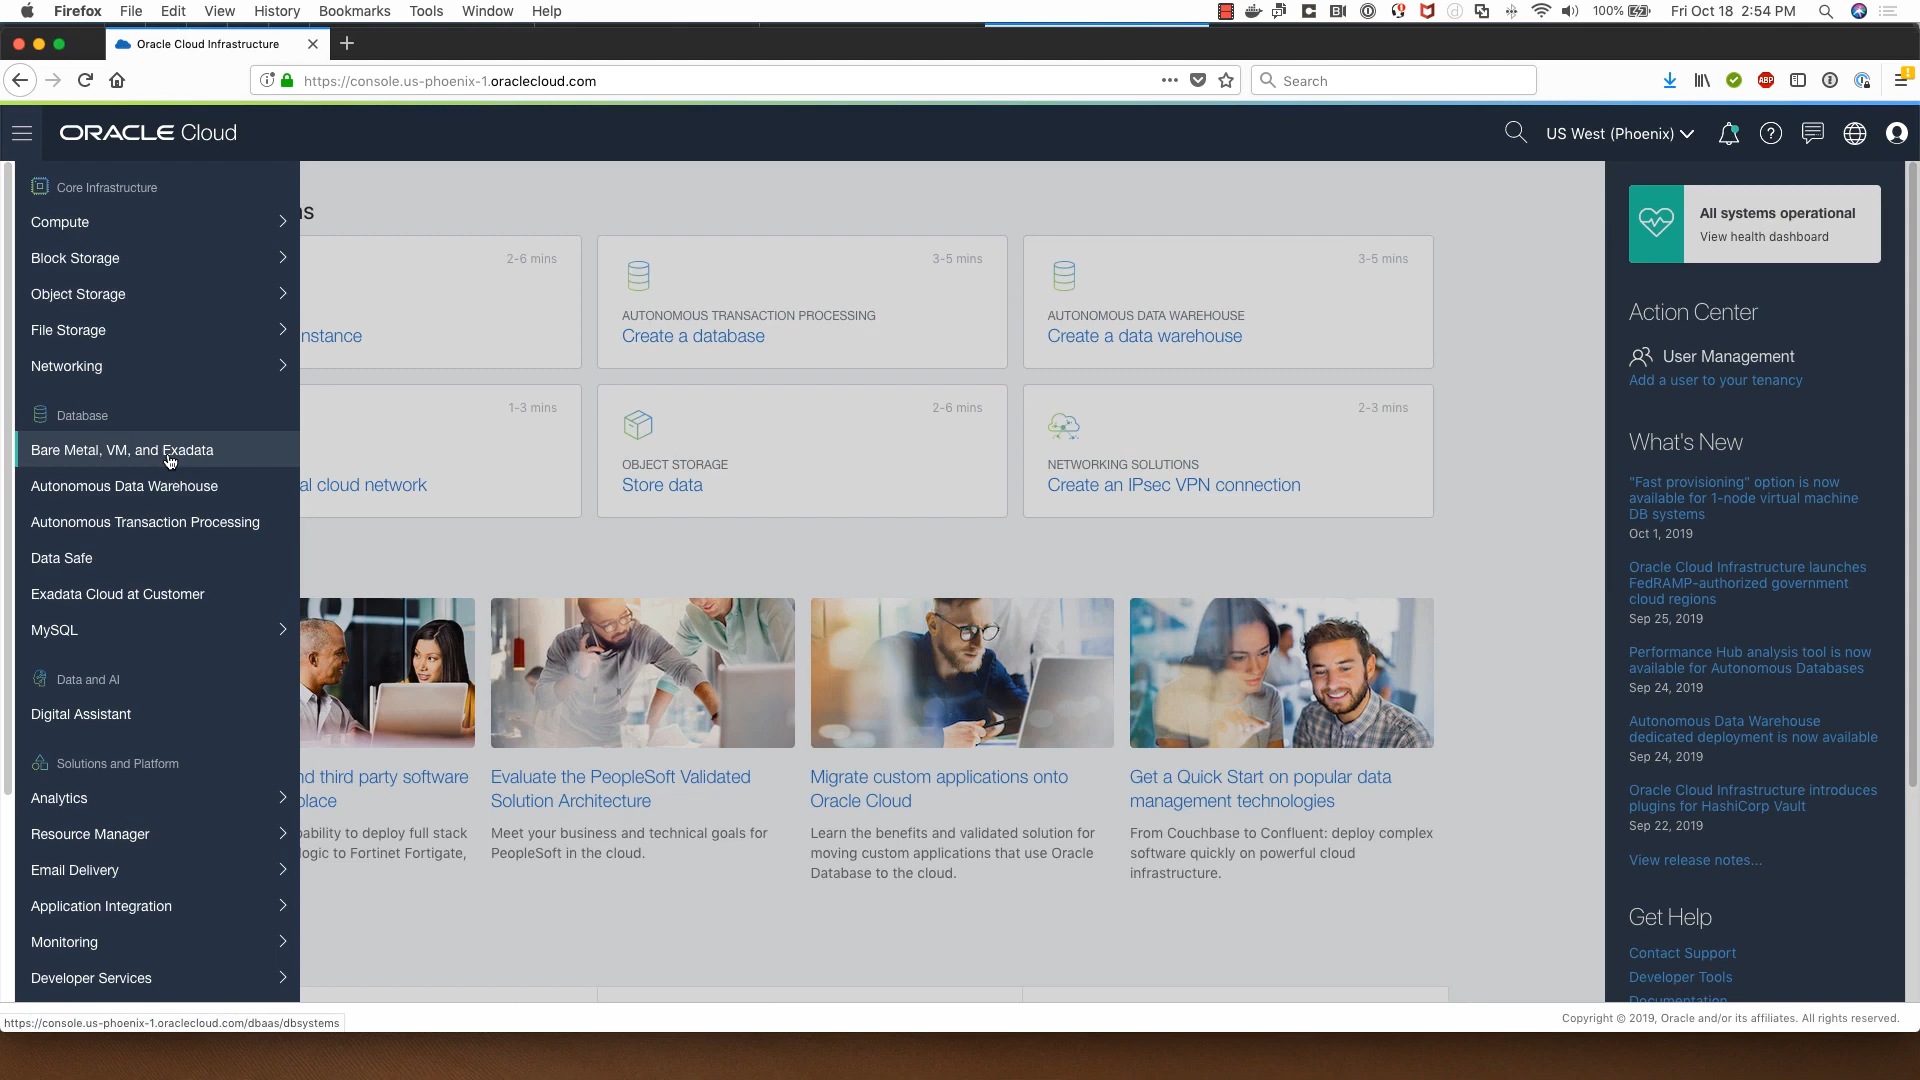 Firefox File Edit View History Bookmarks Tools Window Help
100% Fri Oct 18 2:54 PM
Oracle Cloud Infrastructure
https://console.us-phoenix-1.oraclecloud.com
Search
ORACLE Cloud
US West (Phoenix)
Core Infrastructure
Compute
Block Storage
Object Storage
File Storage
Networking
Database
Bare Metal, VM, and Exadata
Autonomous Data Warehouse
Autonomous Transaction Processing
Data Safe
Exadata Cloud at Customer
MySQL
Data and AI
Digital Assistant
Solutions and Platform
Analytics
Resource Manager
Email Delivery
Application Integration
Monitoring
Developer Services
2-6 mins
nstance
3-5 mins
AUTONOMOUS TRANSACTION PROCESSING
Create a database
3-5 mins
AUTONOMOUS DATA WAREHOUSE
Create a data warehouse
1-3 mins
al cloud network
2-6 mins
OBJECT STORAGE
Store data
2-3 mins
NETWORKING SOLUTIONS
Create an IPsec VPN connection
nd third party software
place
ability to deploy full stack
logic to Fortinet Fortigate,
Evaluate the PeopleSoft Validated
Solution Architecture
Meet your business and technical goals for
PeopleSoft in the cloud.
Migrate custom applications onto
Oracle Cloud
Learn the benefits and validated solution for
moving custom applications that use Oracle
Database to the cloud.
Get a Quick Start on popular data
management technologies
From Couchbase to Confluent: deploy complex
software quickly on powerful cloud
infrastructure.
All systems operational
View health dashboard
Action Center
User Management
Add a user to your tenancy
What's New
"Fast provisioning" option is now
available for 1-node virtual machine
DB systems
Oct 1, 2019
Oracle Cloud Infrastructure launches
FedRAMP-authorized government
cloud regions
Sep 25, 2019
Performance Hub analysis tool is now
available for Autonomous Databases
Sep 24, 2019
Autonomous Data Warehouse
dedicated deployment is now available
Sep 24, 2019
Oracle Cloud Infrastructure introduces
plugins for HashiCorp Vault
Sep 22, 2019
View release notes...
Get Help
Contact Support
Developer Tools
Documentation
https://console.us-phoenix-1.oraclecloud.com/dbaas/dbsystems
Copyright © 2019, Oracle and/or its affiliates. All rights reserved.